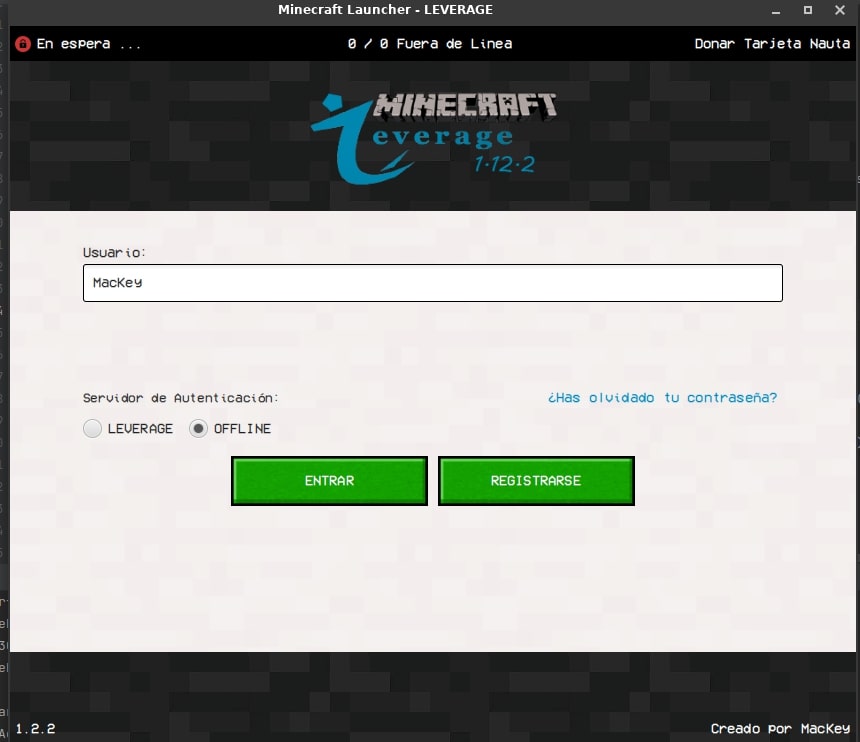 Minecraft Launcher - LEVERAGE
En espera ...
0 / 0 Fuera de Linea
Donar Tarjeta Nauta
MINECRAFT
Leverage
1.12.2
Usuario:
MacKey
Servidor de Autenticación:
¿Has olvidado tu contraseña?
LEVERAGE
OFFLINE
ENTRAR
REGISTRARSE
1.2.2
Creado por MacKey